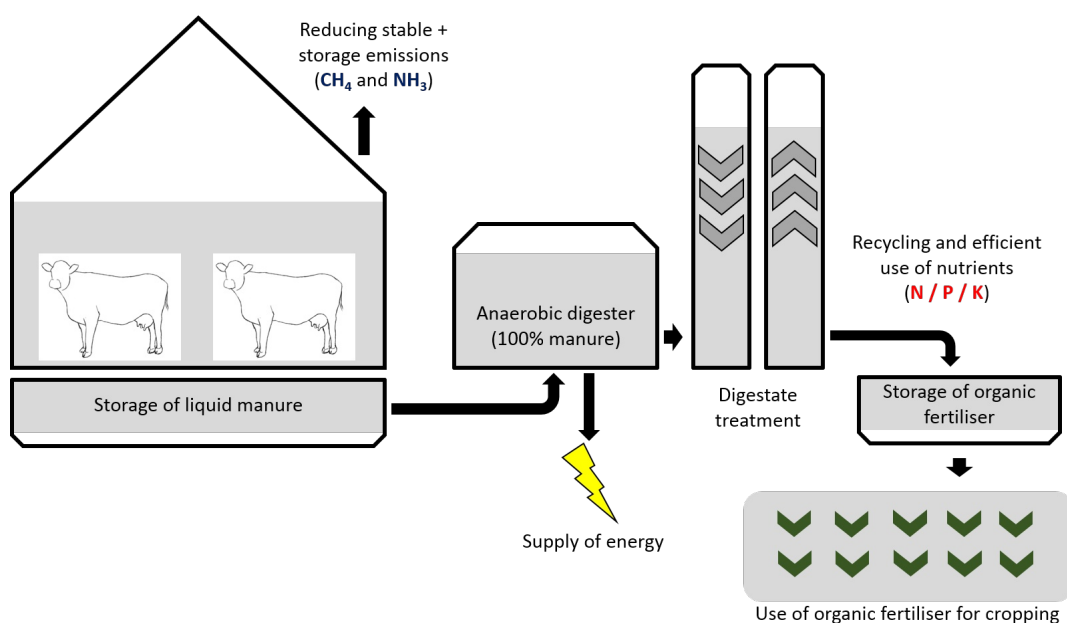 Reducing stable +
storage emissions
(CH₄ and NH₃)
Storage of liquid manure
Anaerobic digester
(100% manure)
Supply of energy
Digestate
treatment
Recycling and efficient
use of nutrients
(N / P / K)
Storage of organic
fertiliser
Use of organic fertiliser for cropping